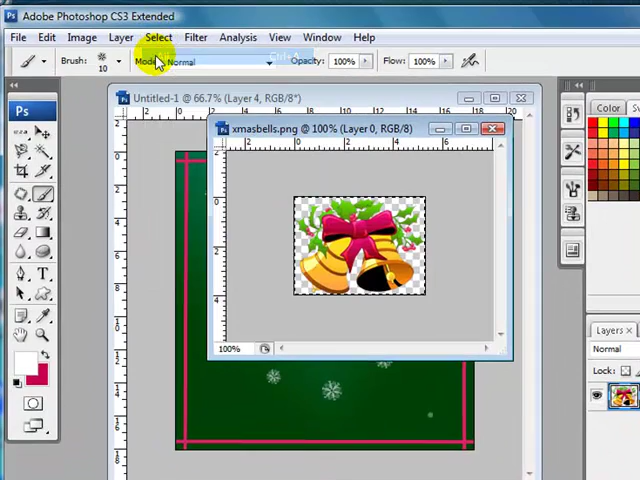 Ps Adobe Photoshop CS3 Extended
File Edit Image Layer Select Filter Analysis View Window Help
Brush: 10 Mode: Normal Ctrl+A Opacity: 100% Flow: 100%
Ps
Untitled-1 @ 66.7% (Layer 4, RGB/8*)
xmasbells.png @ 100% (Layer 0, RGB/8)
100%
Color
Layers
Normal
Lock: